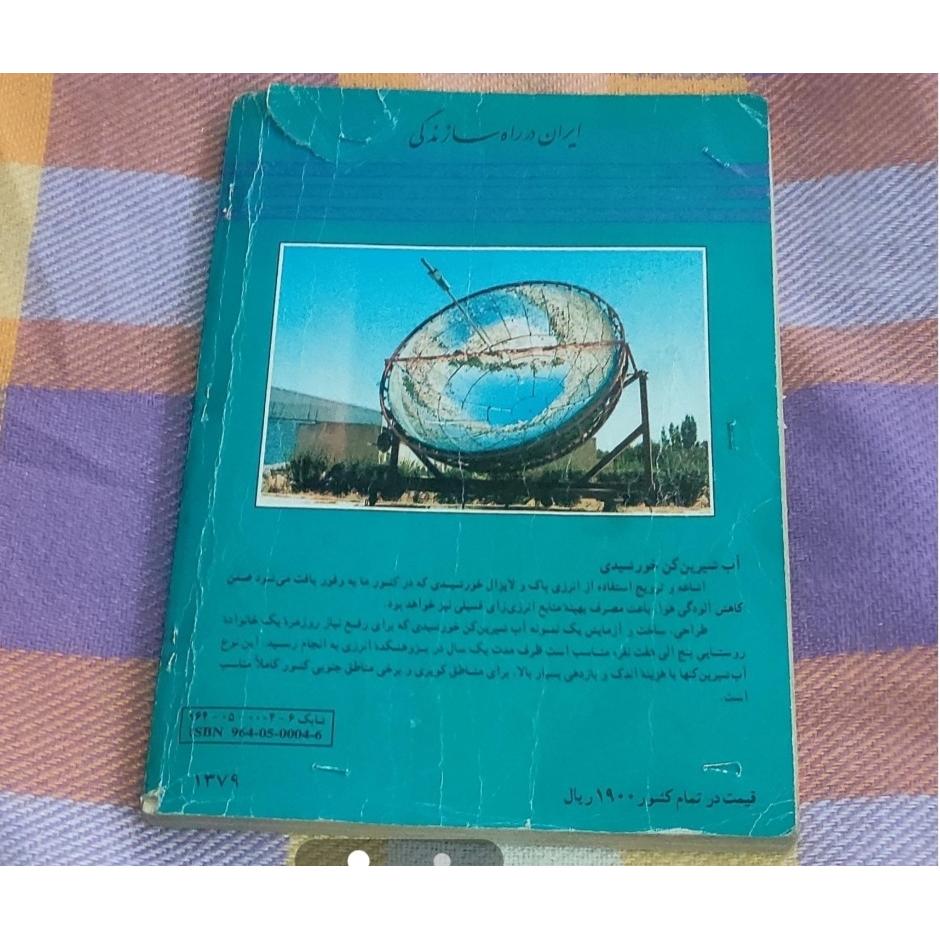 ایران در راه سازندگی
آب شیرین‌کن خورشیدی
اشاعه و ترویج استفاده از انرژی پاک و لایزال خورشیدی که در کشور ما به وفور یافت می‌شود ضمن
کاهش آلودگی هوا، باعث مصرف بهینهٔ منابع انرژی‌زای فسیلی نیز خواهد بود.
طراحی، ساخت و آزمایش یک نمونه آب شیرین‌کن خورشیدی که برای رفع نیاز روزمرهٔ یک خانوادهٔ
روستایی پنج الی هفت نفره مناسب است ظرف مدت یک سال در پژوهشکده انرژی به انجام رسید. این نوع
آب‌شیرین‌کنها با هزینه اندک و بازدهی بسیار بالا، برای مناطق کویری و برخی مناطق جنوبی کشور کاملاً مناسب
است.
شابک ۶-۰۰۰۴-۰۵-۹۶۴
ISBN 964-05-0004-6
۱۳۷۹
قیمت در تمام کشور ۱۹۰۰ ریال